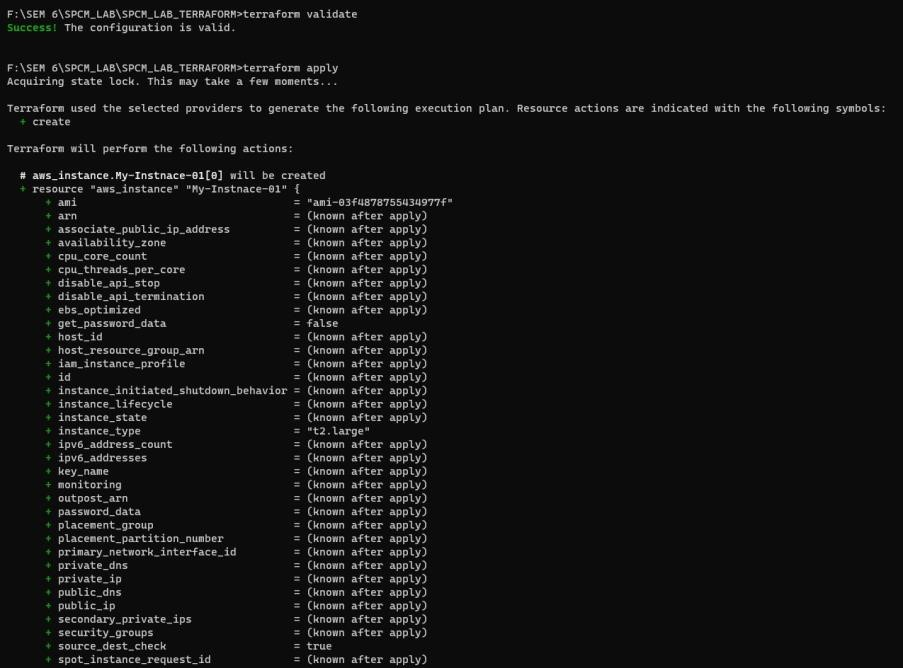 F:\SEM 6\SPCM_LAB\SPCM_LAB_TERRAFORM>terraform validate
Success! The configuration is valid.
F:\SEM 6\SPCM_LAB\SPCM_LAB_TERRAFORM>terraform apply
Acquiring state lock. This may take a few moments...
Terraform used the selected providers to generate the following execution plan. Resource actions are indicated with the following symbols:
+ create
Terraform will perform the following actions:
# aws_instance.My-Instnace-01[0] will be created
+ resource "aws_instance" "My-Instnace-01" {
+ ami = "ami-03f4878755434977f"
+ arn = (known after apply)
+ associate_public_ip_address = (known after apply)
+ availability_zone = (known after apply)
+ cpu_core_count = (known after apply)
+ cpu_threads_per_core = (known after apply)
+ disable_api_stop = (known after apply)
+ disable_api_termination = (known after apply)
+ ebs_optimized = (known after apply)
+ get_password_data = false
+ host_id = (known after apply)
+ host_resource_group_arn = (known after apply)
+ iam_instance_profile = (known after apply)
+ id = (known after apply)
+ instance_initiated_shutdown_behavior = (known after apply)
+ instance_lifecycle = (known after apply)
+ instance_state = (known after apply)
+ instance_type = "t2.large"
+ ipv6_address_count = (known after apply)
+ ipv6_addresses = (known after apply)
+ key_name = (known after apply)
+ monitoring = (known after apply)
+ outpost_arn = (known after apply)
+ password_data = (known after apply)
+ placement_group = (known after apply)
+ placement_partition_number = (known after apply)
+ primary_network_interface_id = (known after apply)
+ private_dns = (known after apply)
+ private_ip = (known after apply)
+ public_dns = (known after apply)
+ public_ip = (known after apply)
+ secondary_private_ips = (known after apply)
+ security_groups = (known after apply)
+ source_dest_check = true
+ spot_instance_request_id = (known after apply)